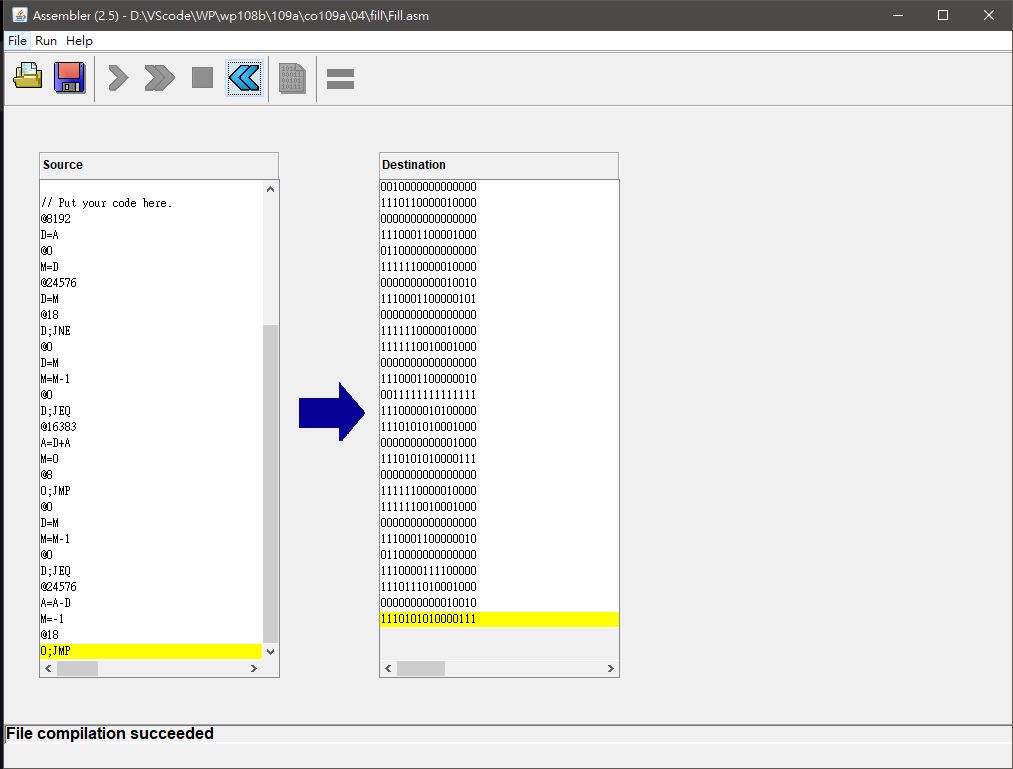 Assembler (2.5) - D:\VScode\WP\wp108b\109a\co109a\04\fill\Fill.asm
File Run Help
Source
// Put your code here.
@8192
D=A
@0
M=D
@24576
D=M
@18
D;JNE
@0
D=M
M=M-1
@0
D;JEQ
@16383
A=D+A
M=0
@8
0;JMP
@0
D=M
M=M-1
@0
D;JEQ
@24576
A=A-D
M=-1
@18
0;JMP
Destination
0010000000000000
1110110000010000
0000000000000000
1110001100001000
0110000000000000
1111110000010000
0000000000010010
1110001100000101
0000000000000000
1111110000010000
1111110010001000
0000000000000000
1110001100000010
0011111111111111
1110000010100000
1110101010001000
0000000000001000
1110101010000111
0000000000000000
1111110000010000
1111110010001000
0000000000000000
1110001100000010
0110000000000000
1110000111100000
1110111010001000
0000000000010010
1110101010000111
File compilation succeeded